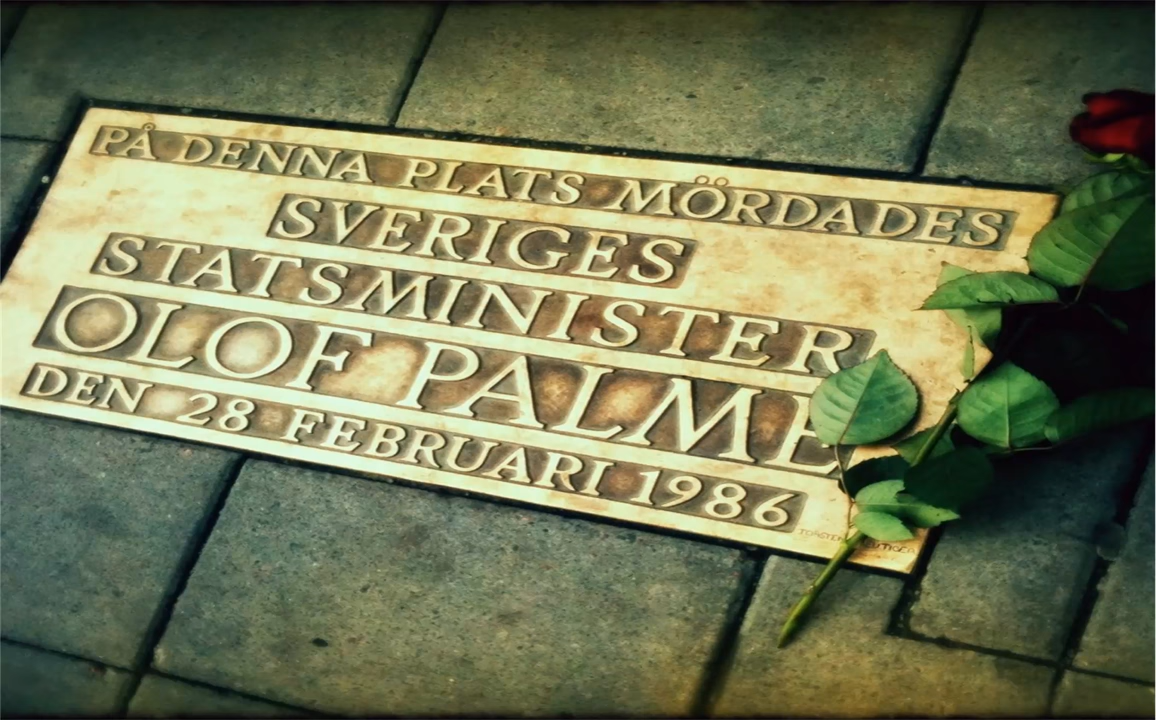 PÅ DENNA PLATS MÖRDADES
SVERIGES
STATSMINISTER
OLOF PALME
DEN 28 FEBRUARI 1986